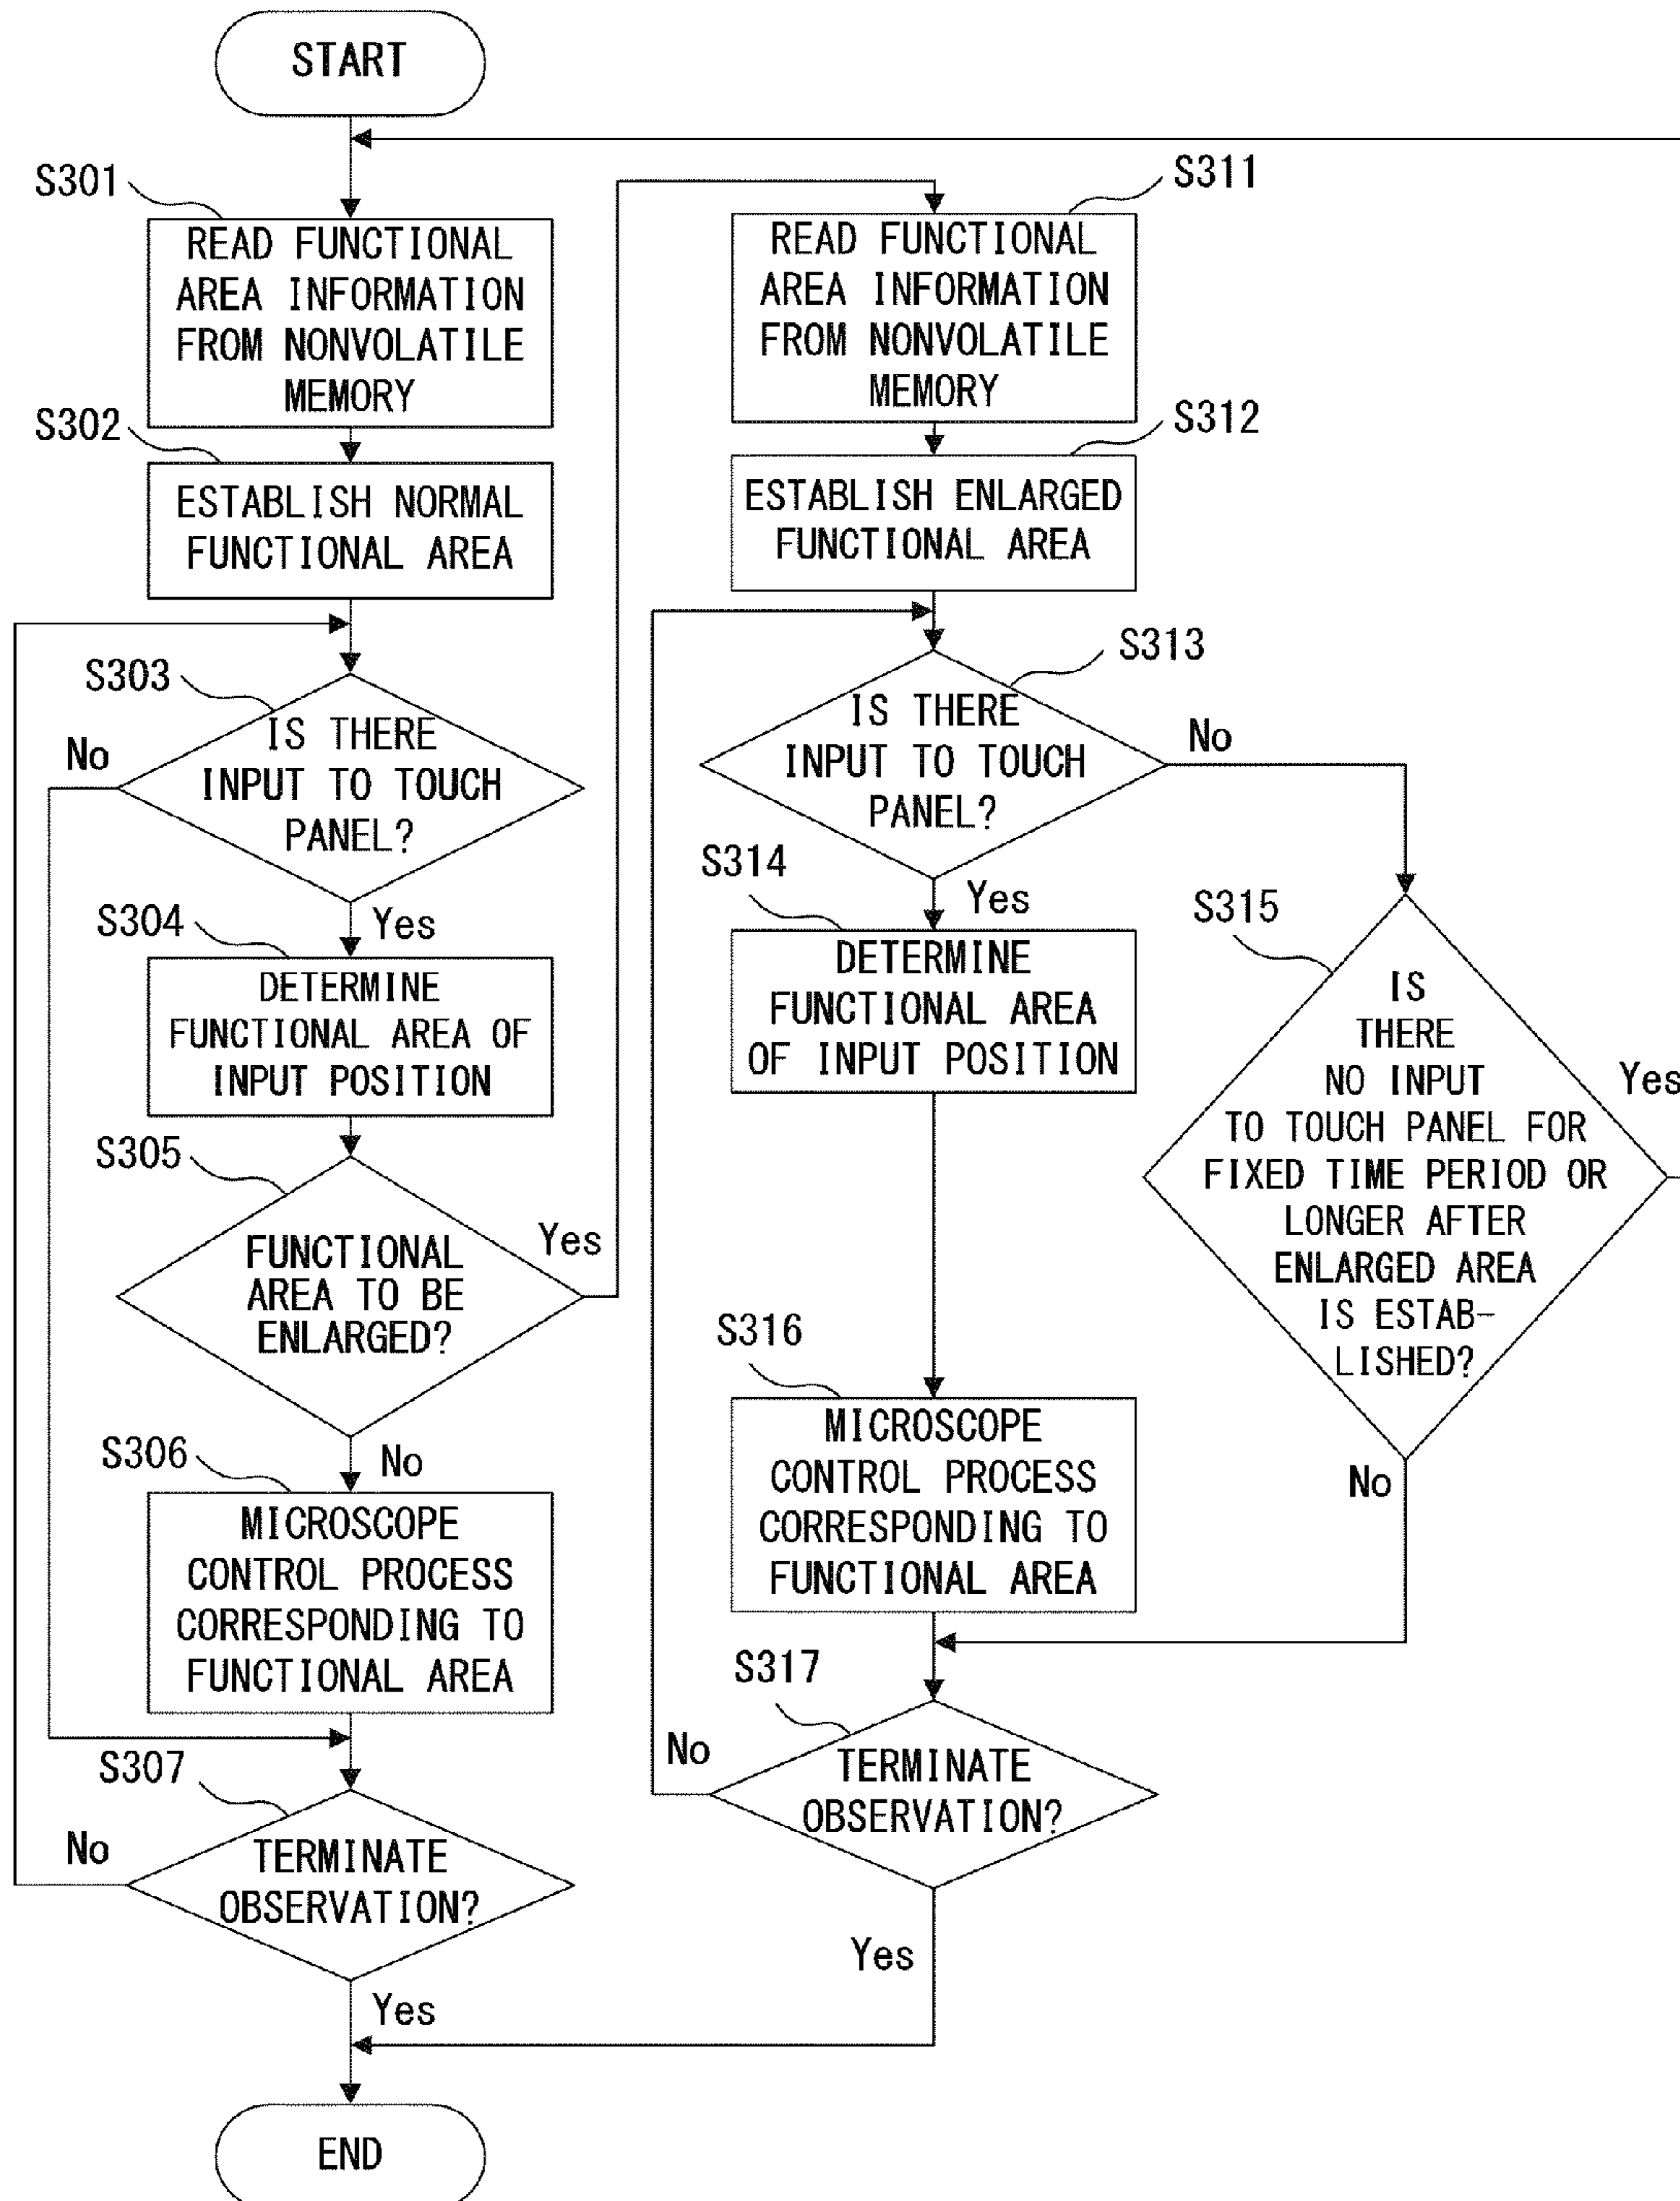 START
S301
READ FUNCTIONAL
AREA INFORMATION
FROM NONVOLATILE
MEMORY
S302
ESTABLISH NORMAL
FUNCTIONAL AREA
S303
IS THERE
INPUT TO TOUCH
PANEL?
No
Yes
S304
DETERMINE
FUNCTIONAL AREA OF
INPUT POSITION
S305
FUNCTIONAL
AREA TO BE
ENLARGED?
Yes
No
S306
MICROSCOPE
CONTROL PROCESS
CORRESPONDING TO
FUNCTIONAL AREA
S307
TERMINATE
OBSERVATION?
No
Yes
END
S311
READ FUNCTIONAL
AREA INFORMATION
FROM NONVOLATILE
MEMORY
S312
ESTABLISH ENLARGED
FUNCTIONAL AREA
S313
IS THERE
INPUT TO TOUCH
PANEL?
No
Yes
S314
DETERMINE
FUNCTIONAL AREA
OF INPUT POSITION
S315
IS
THERE
NO INPUT
TO TOUCH PANEL FOR
FIXED TIME PERIOD OR
LONGER AFTER
ENLARGED AREA
IS ESTAB-
LISHED?
Yes
No
S316
MICROSCOPE
CONTROL PROCESS
CORRESPONDING TO
FUNCTIONAL AREA
S317
TERMINATE
OBSERVATION?
No
Yes